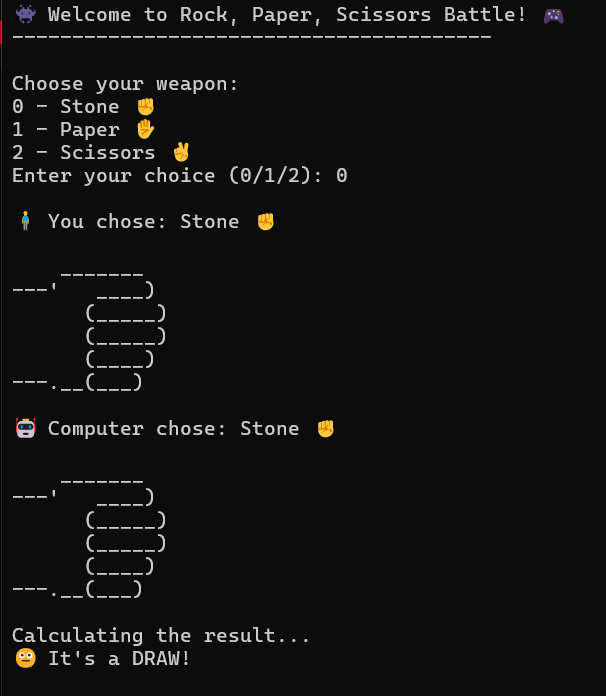 👾 Welcome to Rock, Paper, Scissors Battle! 🎮
----------------------------------------
Choose your weapon:
0 - Stone ✊
1 - Paper ✋
2 - Scissors ✌️
Enter your choice (0/1/2): 0
🧍 You chose: Stone ✊
    _______
---'   ____)
      (_____)
      (_____)
      (____)
---.__(___)
🤖 Computer chose: Stone ✊
    _______
---'   ____)
      (_____)
      (_____)
      (____)
---.__(___)
Calculating the result...
😐 It's a DRAW!